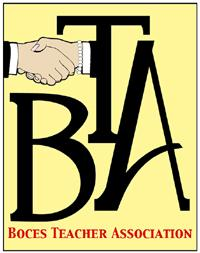 BTA
BOCES TEACHER ASSOCIATION